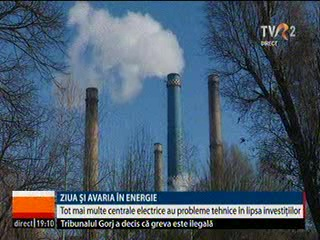 TVR2
DIRECT
ZIUA ȘI AVARIA ÎN ENERGIE
Tot mai multe centrale electrice au probleme tehnice în lipsa investițiilor
direct 19:10 Tribunalul Gorj a decis că greva este ilegală